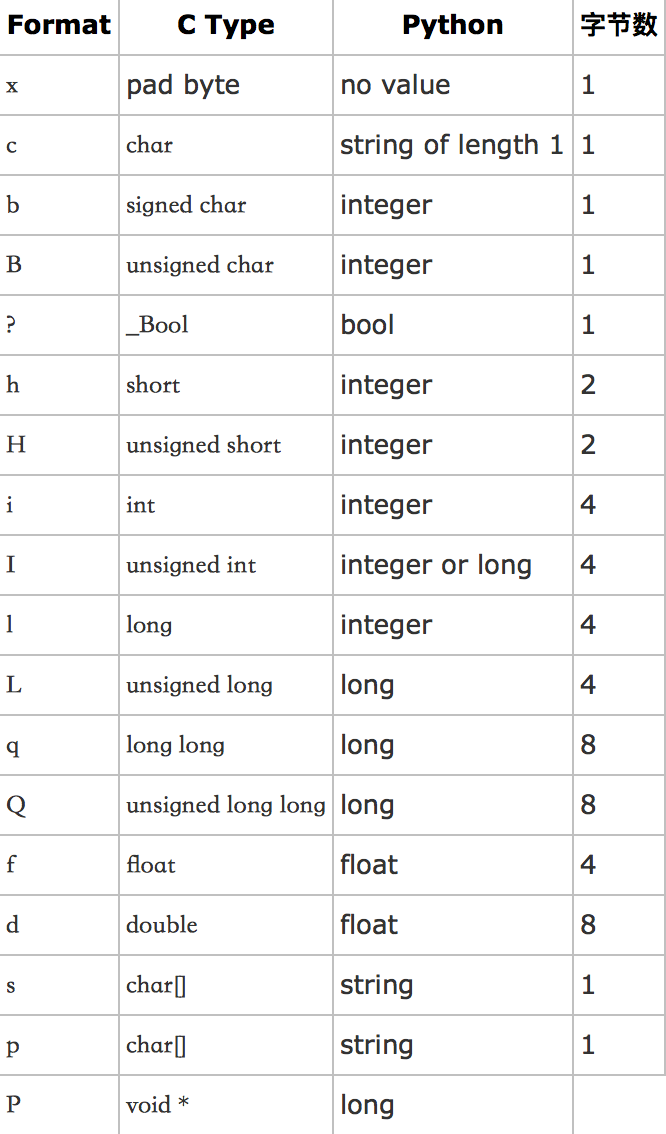 Format C Type Python 字节数
x pad byte no value 1
c char string of length 1 1
b signed char integer 1
B unsigned char integer 1
? _Bool bool 1
h short integer 2
H unsigned short integer 2
i int integer 4
I unsigned int integer or long 4
l long integer 4
L unsigned long long 4
q long long long 8
Q unsigned long long long 8
f float float 4
d double float 8
s char[] string 1
p char[] string 1
P void * long